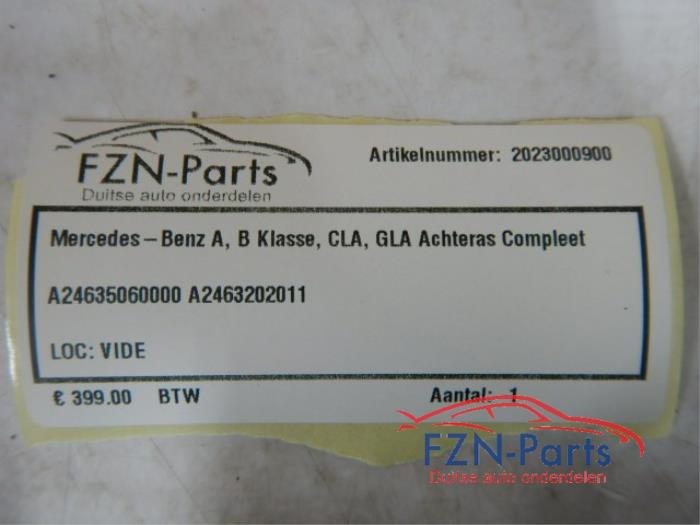 FZN-Parts
Duitse auto onderdelen
Artikelnummer: 2023000900
Mercedes-Benz A, B Klasse, CLA, GLA Achteras Compleet
A24635060000 A2463202011
LOC: VIDE
€ 399.00 BTW
Aantal: 1
FZN-Parts
Duitse auto onderdelen